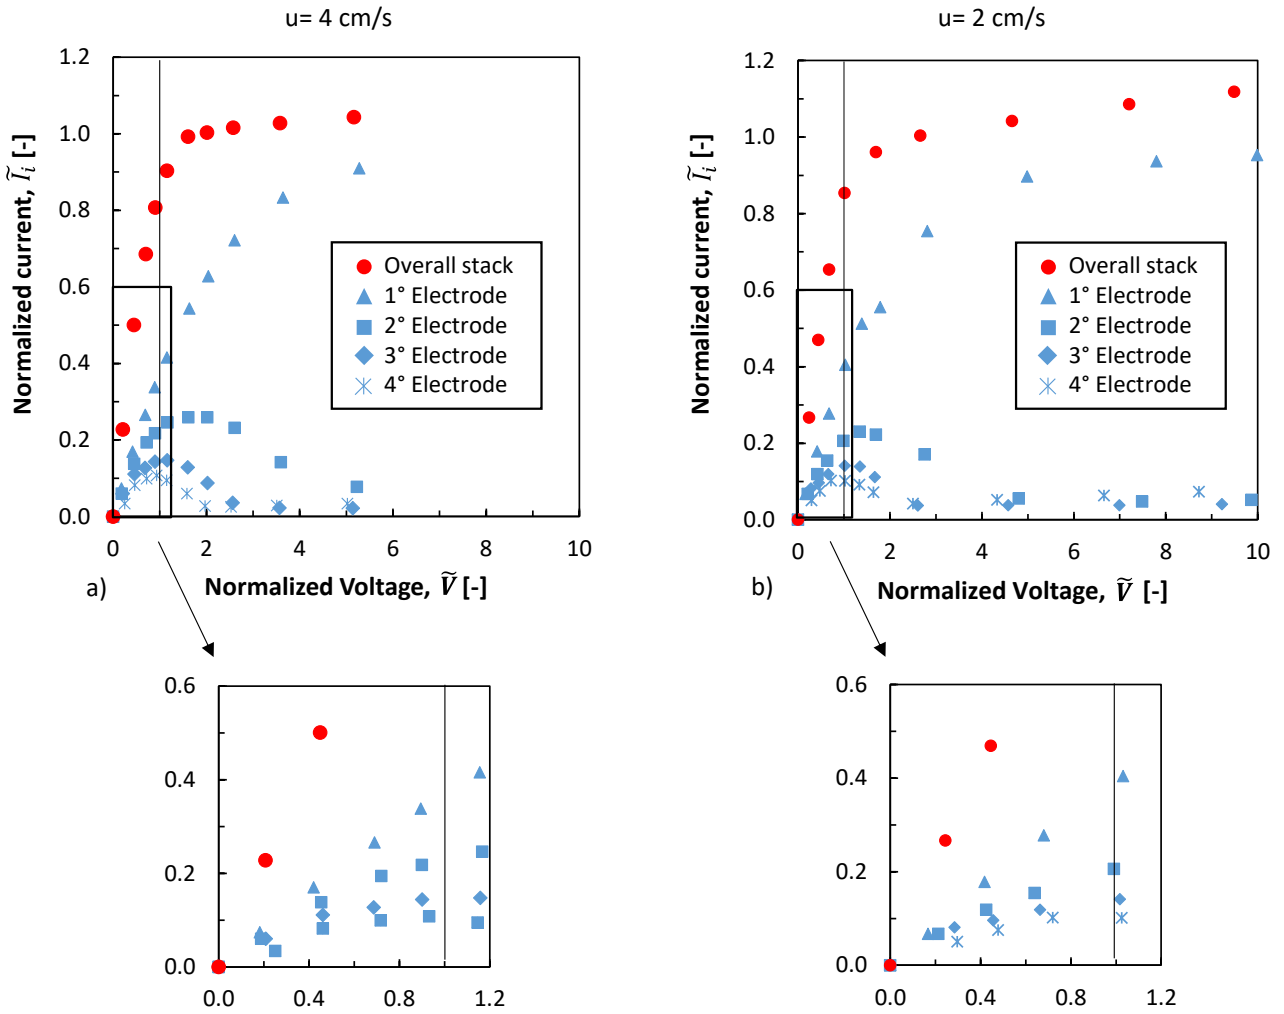 u= 4 cm/s
u= 2 cm/s
1.2
1.0
0.8
0.6
0.4
0.2
0.0
0 2 4 6 8 10
Normalized current, Ĩᵢ [-]
Normalized Voltage, Ṽ [-]
Overall stack
1° Electrode
2° Electrode
3° Electrode
4° Electrode
a)
1.2
1.0
0.8
0.6
0.4
0.2
0.0
0 2 4 6 8 10
Normalized current, Ĩᵢ [-]
Normalized Voltage, Ṽ [-]
Overall stack
1° Electrode
2° Electrode
3° Electrode
4° Electrode
b)
0.6
0.4
0.2
0.0
0.0 0.4 0.8 1.2
0.6
0.4
0.2
0.0
0.0 0.4 0.8 1.2